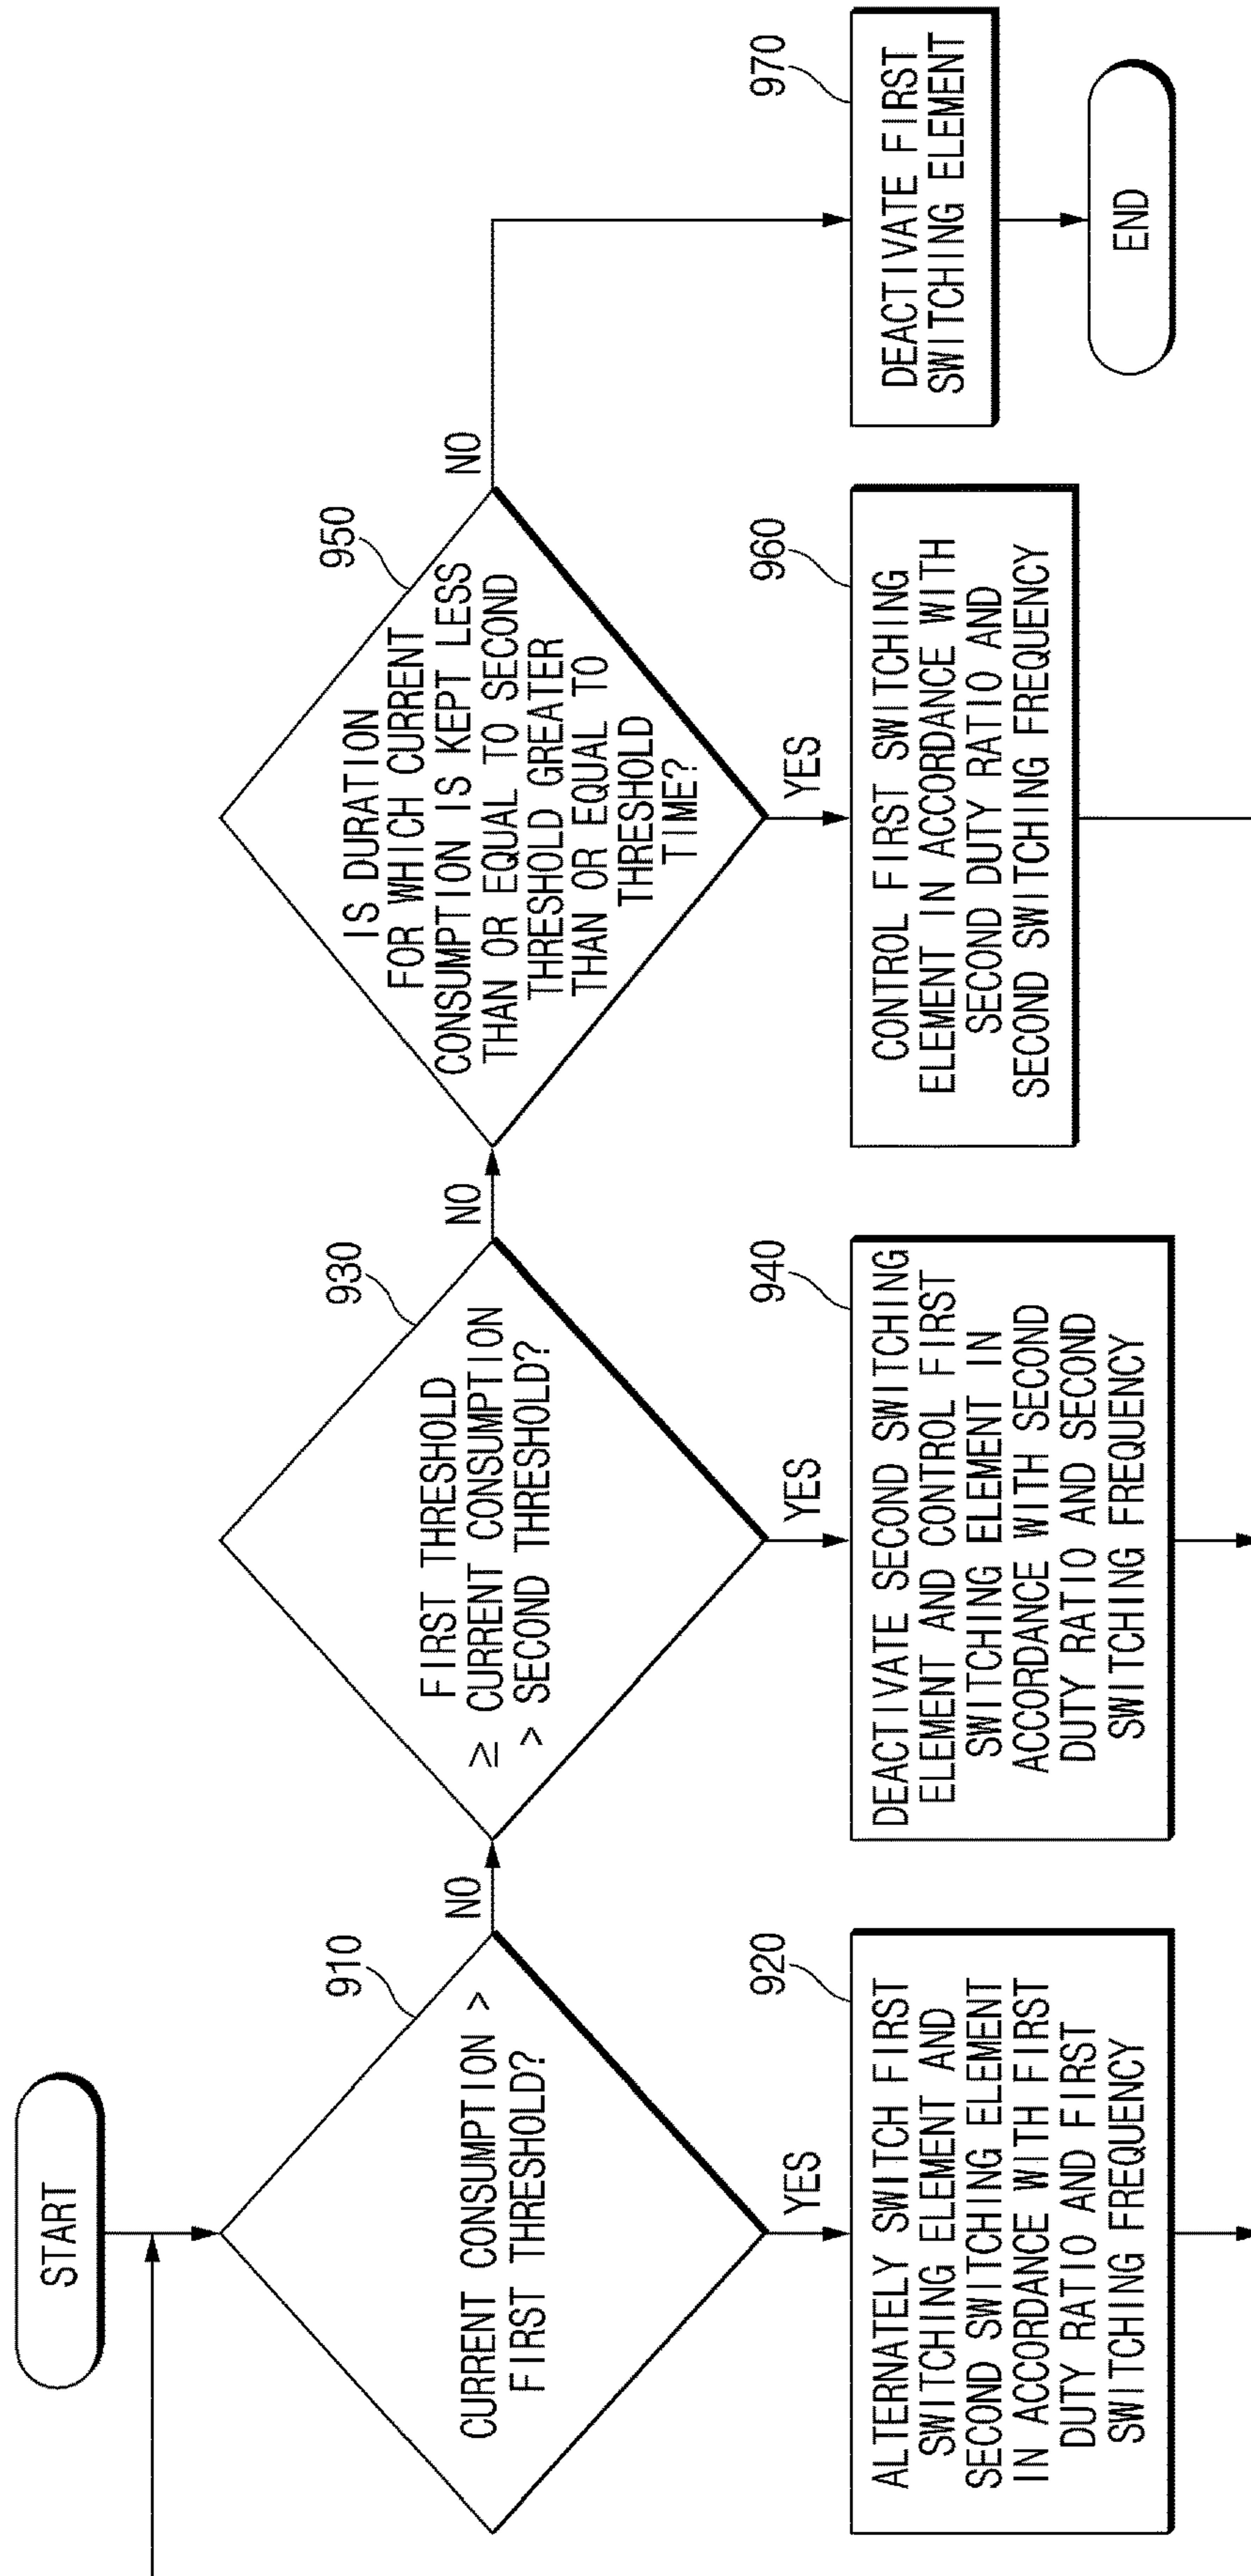 START
910
CURRENT CONSUMPTION >
FIRST THRESHOLD?
NO
YES
920
ALTERNATELY SWITCH FIRST
SWITCHING ELEMENT AND
SECOND SWITCHING ELEMENT
IN ACCORDANCE WITH FIRST
DUTY RATIO AND FIRST
SWITCHING FREQUENCY
930
FIRST THRESHOLD
≥ CURRENT CONSUMPTION
> SECOND THRESHOLD?
NO
YES
940
DEACTIVATE SECOND SWITCHING
ELEMENT AND CONTROL FIRST
SWITCHING ELEMENT IN
ACCORDANCE WITH SECOND
DUTY RATIO AND SECOND
SWITCHING FREQUENCY
950
IS DURATION
FOR WHICH CURRENT
CONSUMPTION IS KEPT LESS
THAN OR EQUAL TO SECOND
THRESHOLD GREATER
THAN OR EQUAL TO
THRESHOLD
TIME?
NO
YES
960
CONTROL FIRST SWITCHING
ELEMENT IN ACCORDANCE WITH
SECOND DUTY RATIO AND
SECOND SWITCHING FREQUENCY
970
DEACTIVATE FIRST
SWITCHING ELEMENT
END